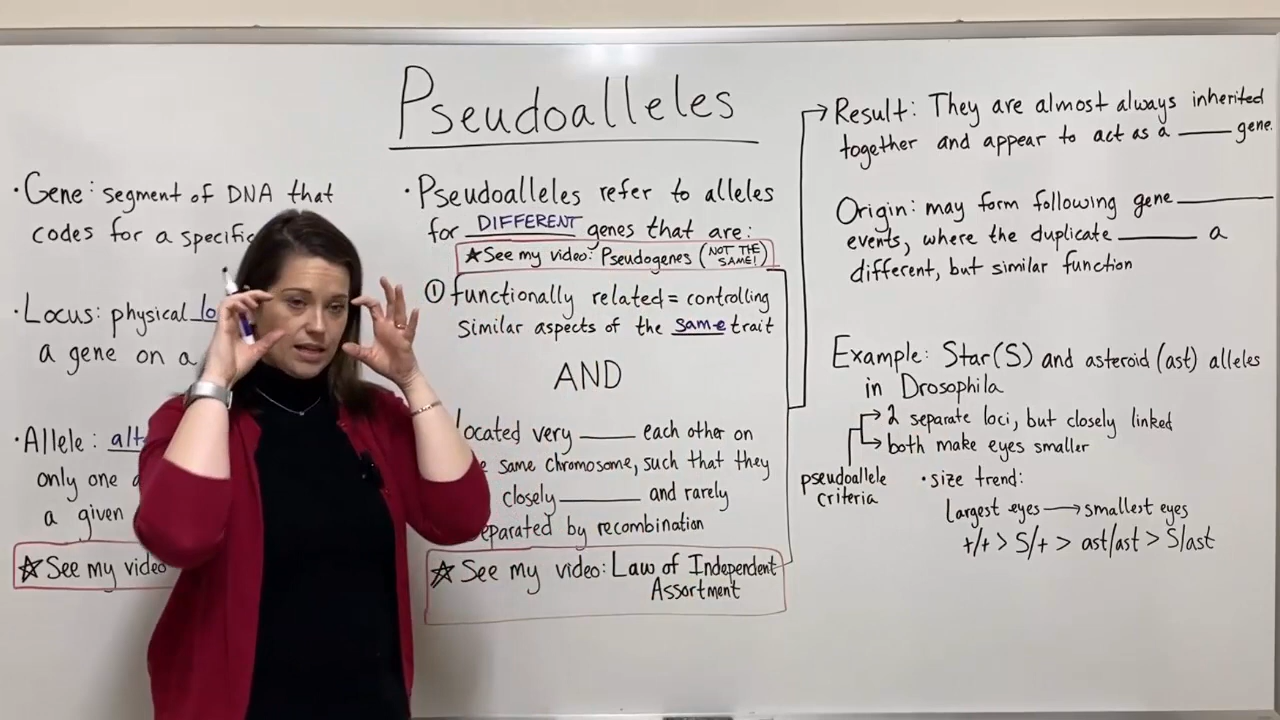 Pseudoalleles
• Gene: segment of DNA that
codes for a specific
• Locus: physical lo
a gene on a
• Allele: alt
only one
a given
☆ See my video
• Pseudoalleles refer to alleles
for DIFFERENT genes that are:
★ See my video: Pseudogenes (NOT THE
SAME!)
① functionally related = controlling
similar aspects of the same trait
AND
located very ____ each other on
same chromosome, such that they
closely ____ and rarely
separated by recombination
☆ See my video: Law of Independent
Assortment
Result: They are almost always inherited
together and appear to act as a ____ gene.
Origin: may form following gene ____
events, where the duplicate ____ a
different, but similar function
Example: Star(S) and asteroid (ast) alleles
in Drosophila
2 separate loci, but closely linked
both make eyes smaller
pseudoallele
criteria
• size trend:
Largest eyes → smallest eyes
+/+ > S/+ > ast/ast > S/ast